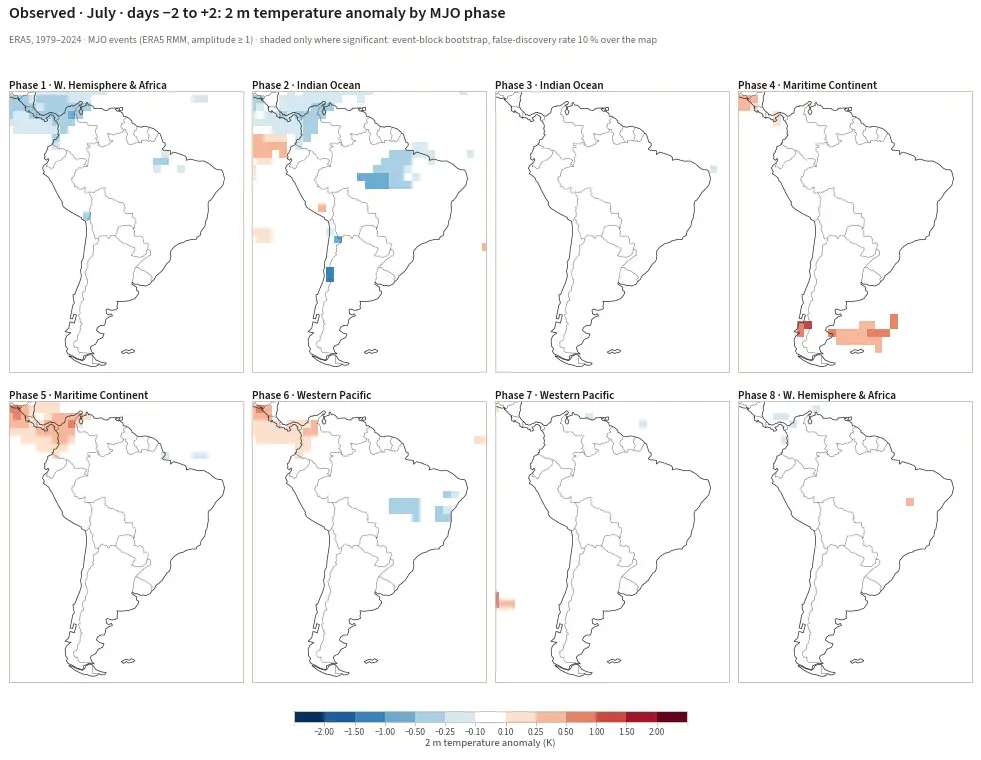 Observed · July · days −2 to +2: 2 m temperature anomaly by MJO phase
ERA5, 1979–2024 · MJO events (ERA5 RMM, amplitude ≥ 1) · shaded only where significant: event-block bootstrap, false-discovery rate 10 % over the map
Phase 1 · W. Hemisphere & Africa
Phase 2 · Indian Ocean
Phase 3 · Indian Ocean
Phase 4 · Maritime Continent
Phase 5 · Maritime Continent
Phase 6 · Western Pacific
Phase 7 · Western Pacific
Phase 8 · W. Hemisphere & Africa
−2.00 −1.50 −1.00 −0.50 −0.25 −0.10 0.10 0.25 0.50 1.00 1.50 2.00
2 m temperature anomaly (K)